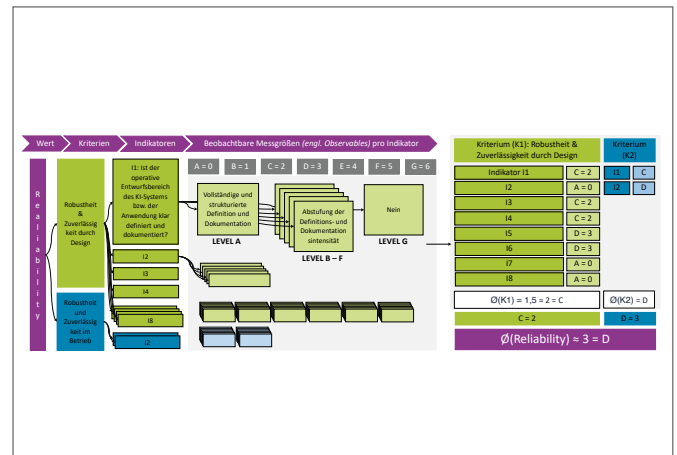 Wert
Kriterien
Indikatoren
Beobachtbare Messgrößen (engl. Observables) pro Indikator
A = 0
B = 1
C = 2
D = 3
E = 4
F = 5
G = 6
Realiability
Robustheit
&
Zuverlässig
keit durch
Design
Robustheit
und
Zuverlässig
keit im
Betrieb
I1: Ist der
operative
Entwurfsbereich
des KI-Systems
bzw. der
Anwendung klar
definiert und
dokumentiert?
I2
I3
I4
I8
I2
Vollständige und
strukturierte
Definition und
Dokumentation
LEVEL A
Abstufung der
Definitions- und
Dokumentation
sintensität
LEVEL B – F
Nein
LEVEL G
Kriterium (K1): Robustheit &
Zuverlässigkeit durch Design
Indikator I1
C = 2
I2
A = 0
I3
C = 2
I4
C = 2
I5
D = 3
I6
D = 3
I7
A = 0
I8
A = 0
Ø(K1) ≈ 1,5 ≈ 2 = C
C = 2
Kriterium
(K2)
I1
C
I2
D
Ø(K2) = D
D = 3
Ø(Reliability) ≈ 3 = D